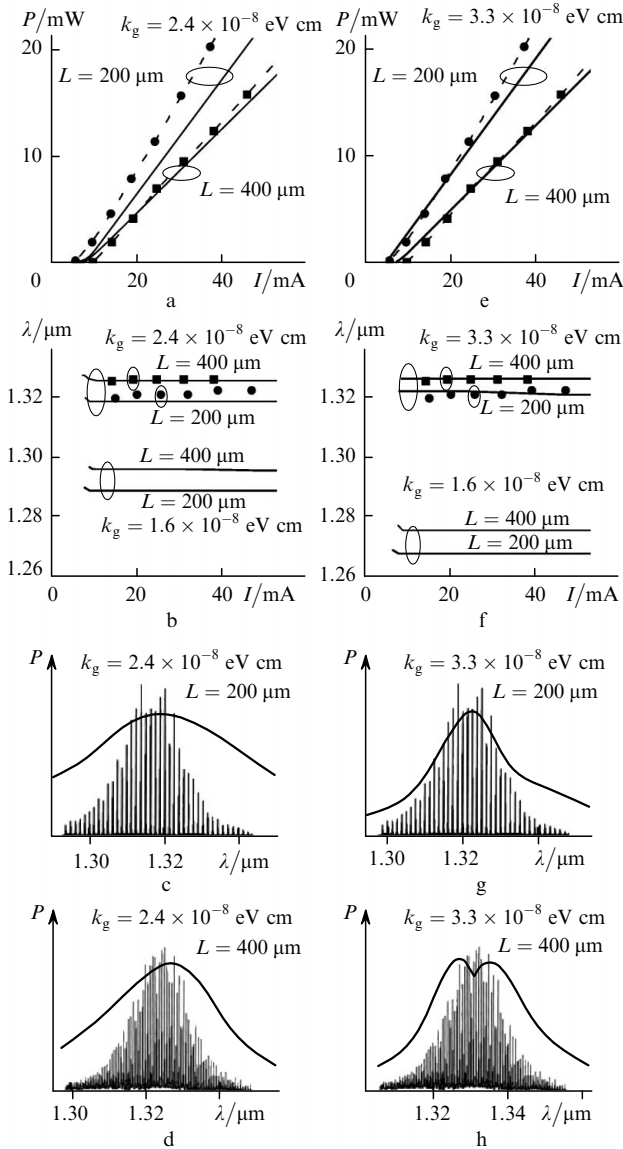 P/mW
k_g = 2.4 × 10⁻⁸ eV cm
20
L = 200 μm
10
L = 400 μm
0
20
40
I/mA
a
P/mW
k_g = 3.3 × 10⁻⁸ eV cm
20
L = 200 μm
10
L = 400 μm
0
20
40
I/mA
e
λ/μm
k_g = 2.4 × 10⁻⁸ eV cm
L = 400 μm
1.32
L = 200 μm
1.30
L = 400 μm
1.28
L = 200 μm
k_g = 1.6 × 10⁻⁸ eV cm
1.26
0
20
40
I/mA
b
λ/μm
k_g = 3.3 × 10⁻⁸ eV cm
L = 400 μm
1.32
L = 200 μm
1.30
k_g = 1.6 × 10⁻⁸ eV cm
1.28
L = 400 μm
L = 200 μm
1.26
0
20
40
I/mA
f
P
k_g = 2.4 × 10⁻⁸ eV cm
L = 200 μm
1.30
1.32
λ/μm
c
P
k_g = 3.3 × 10⁻⁸ eV cm
L = 200 μm
1.30
1.32
λ/μm
g
P
k_g = 2.4 × 10⁻⁸ eV cm
L = 400 μm
1.30
1.32
λ/μm
d
P
k_g = 3.3 × 10⁻⁸ eV cm
L = 400 μm
1.32
1.34
λ/μm
h